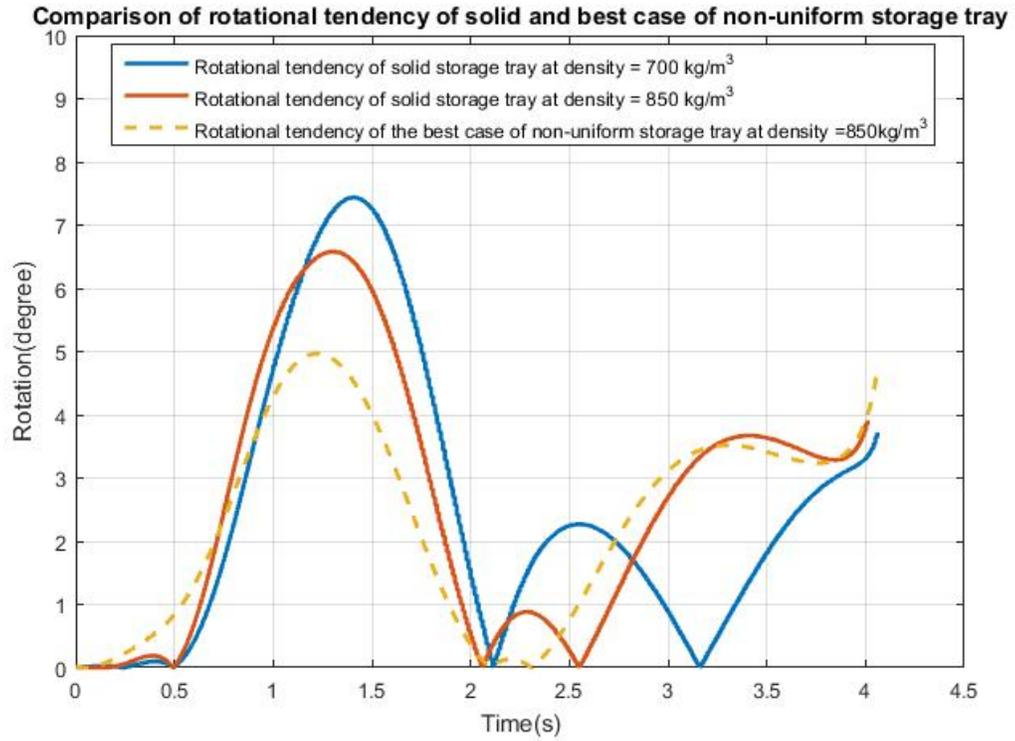 Comparison of rotational tendency of solid and best case of non-uniform storage tray
Rotational tendency of solid storage tray at density = 700 kg/m³
Rotational tendency of solid storage tray at density = 850 kg/m³
Rotational tendency of the best case of non-uniform storage tray at density =850kg/m³
10
9
8
7
6
5
4
3
2
1
0
Rotation(degree)
0 0.5 1 1.5 2 2.5 3 3.5 4 4.5
Time(s)